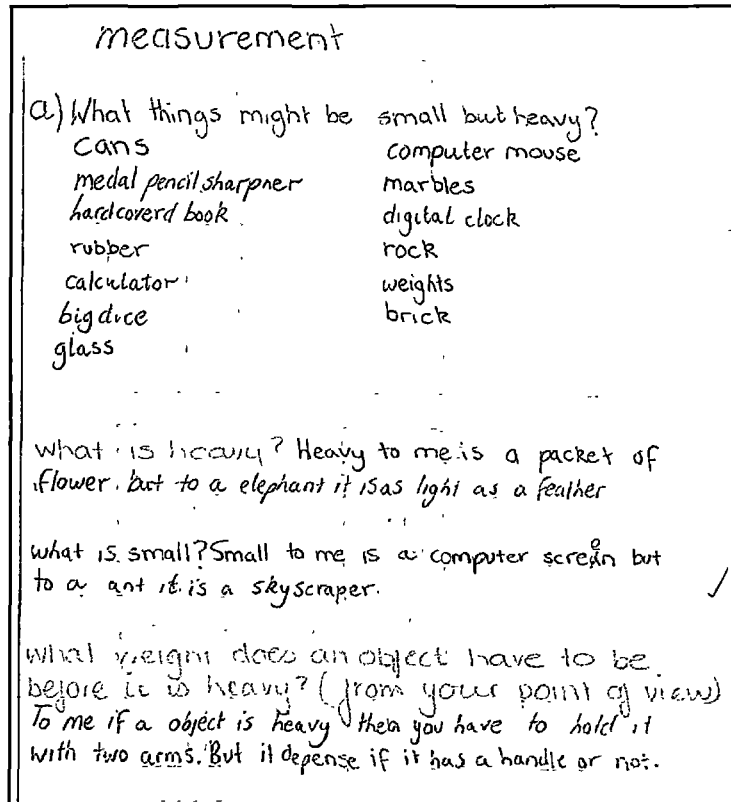 measurement
a) What things might be small but heavy?
cans computer mouse
medal pencil sharpner marbles
hardcoverd book digital clock
rubber rock
calculator weights
big dice brick
glass
what is heavy? Heavy to me is a packet of
flower. but to a elephant it is as light as a feather
what is small? Small to me is a computer screen but
to a ant it is a skyscraper.
what weight does an object have to be
before it is heavy? (from your point of view)
To me if a object is heavy then you have to hold it
with two arms. But it depense if it has a handle or not.